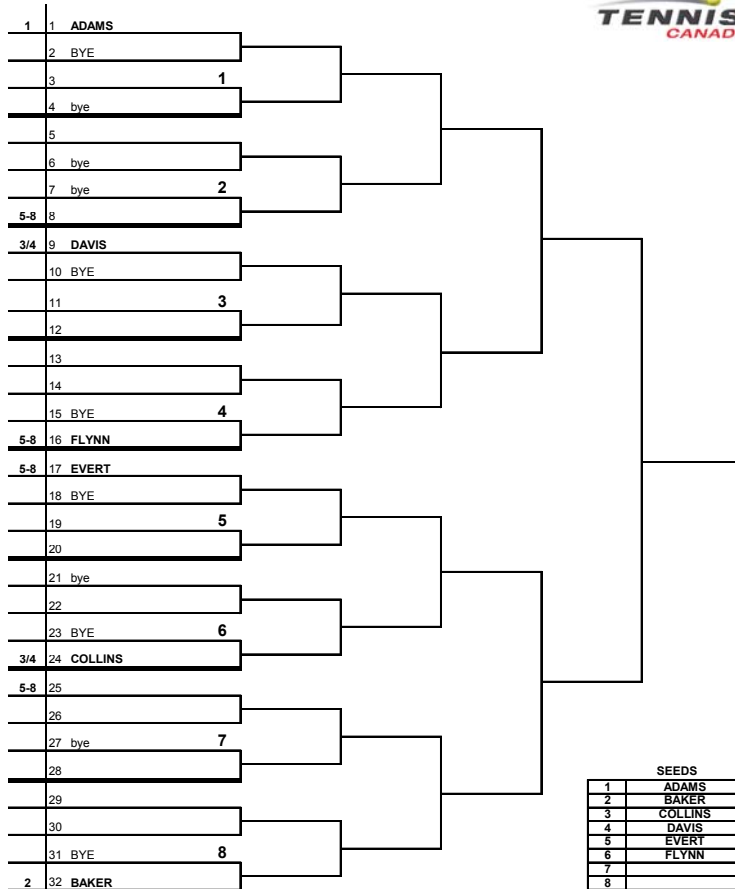 TENNIS
CANAD
1 1 ADAMS
2 BYE
3 1
4 bye
5
6 bye
7 bye 2
5-8 8
3/4 9 DAVIS
10 BYE
11 3
12
13
14
15 BYE 4
5-8 16 FLYNN
5-8 17 EVERT
18 BYE
19 5
20
21 bye
22
23 BYE 6
3/4 24 COLLINS
5-8 25
26
27 bye 7
28
29
30
31 BYE 8
2 32 BAKER
SEEDS
1 ADAMS
2 BAKER
3 COLLINS
4 DAVIS
5 EVERT
6 FLYNN
7
8